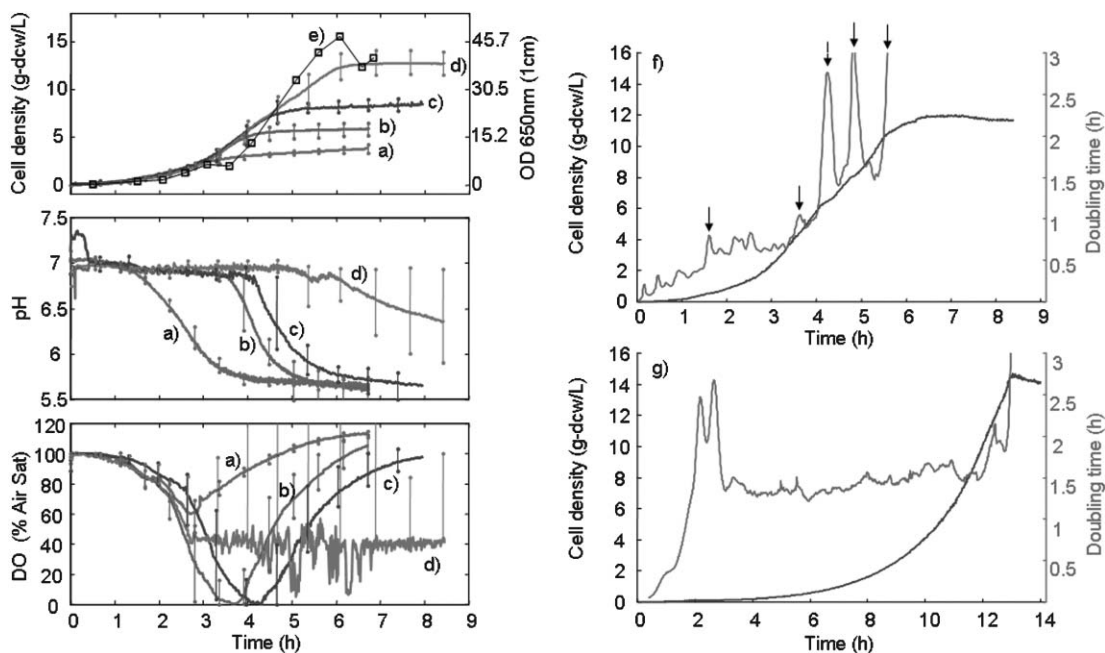 15
10
5
0
Cell density (g-dcw/L)
45.7
30.5
15.2
0
OD 650nm (1cm)
e)
d)
c)
b)
a)
7.5
7
6.5
6
5.5
pH
d)
a)
b)
c)
120
100
80
60
40
20
0
DO (% Air Sat)
a)
b)
c)
d)
0 1 2 3 4 5 6 7 8 9
Time (h)
f)
16
14
12
10
8
6
4
2
0
Cell density (g-dcw/L)
3
2.5
2
1.5
1
0.5
0
Doubling time (h)
0 1 2 3 4 5 6 7 8 9
Time (h)
g)
16
14
12
10
8
6
4
2
0
Cell density (g-dcw/L)
3
2.5
2
1.5
1
0.5
0
Doubling time (h)
0 2 4 6 8 10 12 14
Time (h)